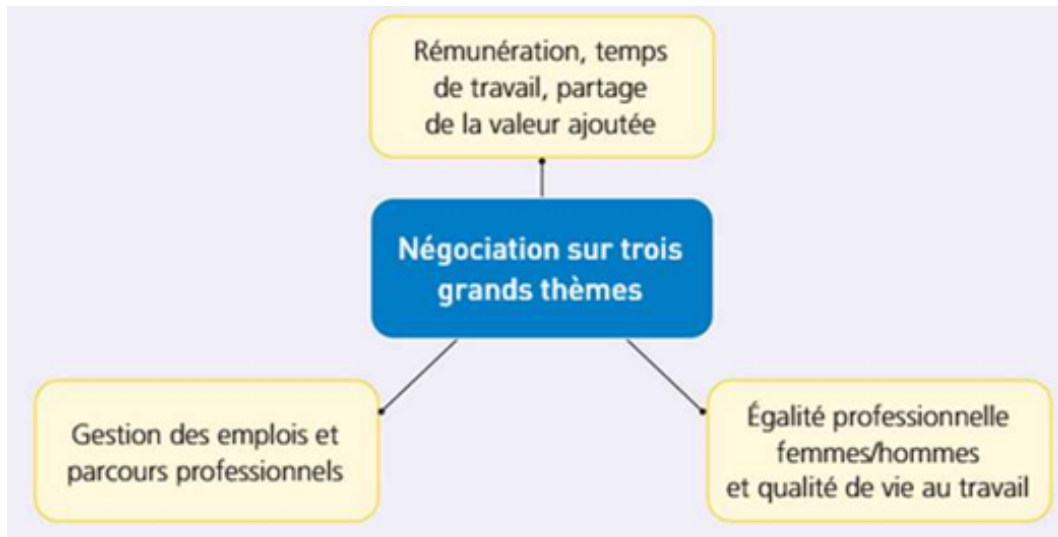 Rémunération, temps
de travail, partage
de la valeur ajoutée
Négociation sur trois
grands thèmes
Gestion des emplois et
parcours professionnels
Égalité professionnelle
femmes/hommes
et qualité de vie au travail